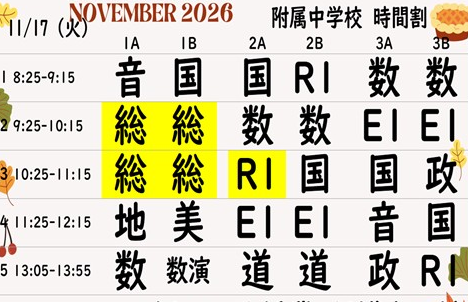 NOVEMBER 2026 附属中学校 時間割
11/17 (火)
1A 1B 2A 2B 3A 3B
1 8:25-9:15 音 国 国 RI 数 数
2 9:25-10:15 総 総 数 数 EI EI
3 10:25-11:15 総 総 RI 国 国 政
4 11:25-12:15 地 美 EI EI 音 国
5 13:05-13:55 数 数演 道 道 政 RI